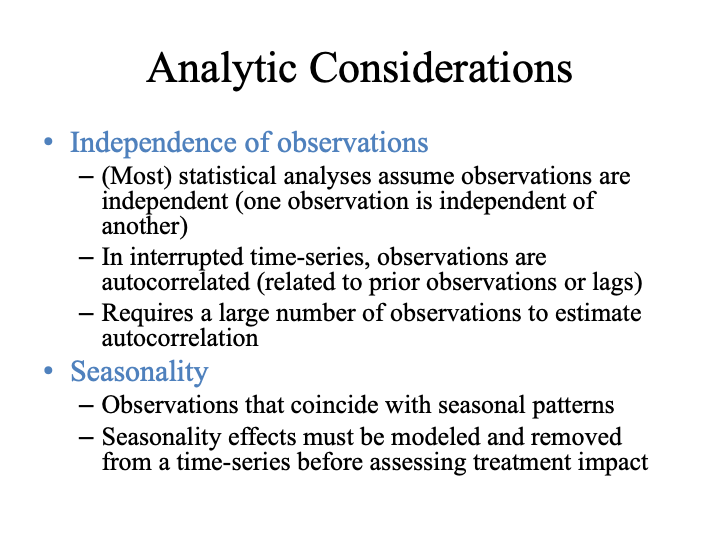 Analytic Considerations
• Independence of observations
– (Most) statistical analyses assume observations are
independent (one observation is independent of
another)
– In interrupted time-series, observations are
autocorrelated (related to prior observations or lags)
– Requires a large number of observations to estimate
autocorrelation
• Seasonality
– Observations that coincide with seasonal patterns
– Seasonality effects must be modeled and removed
from a time-series before assessing treatment impact